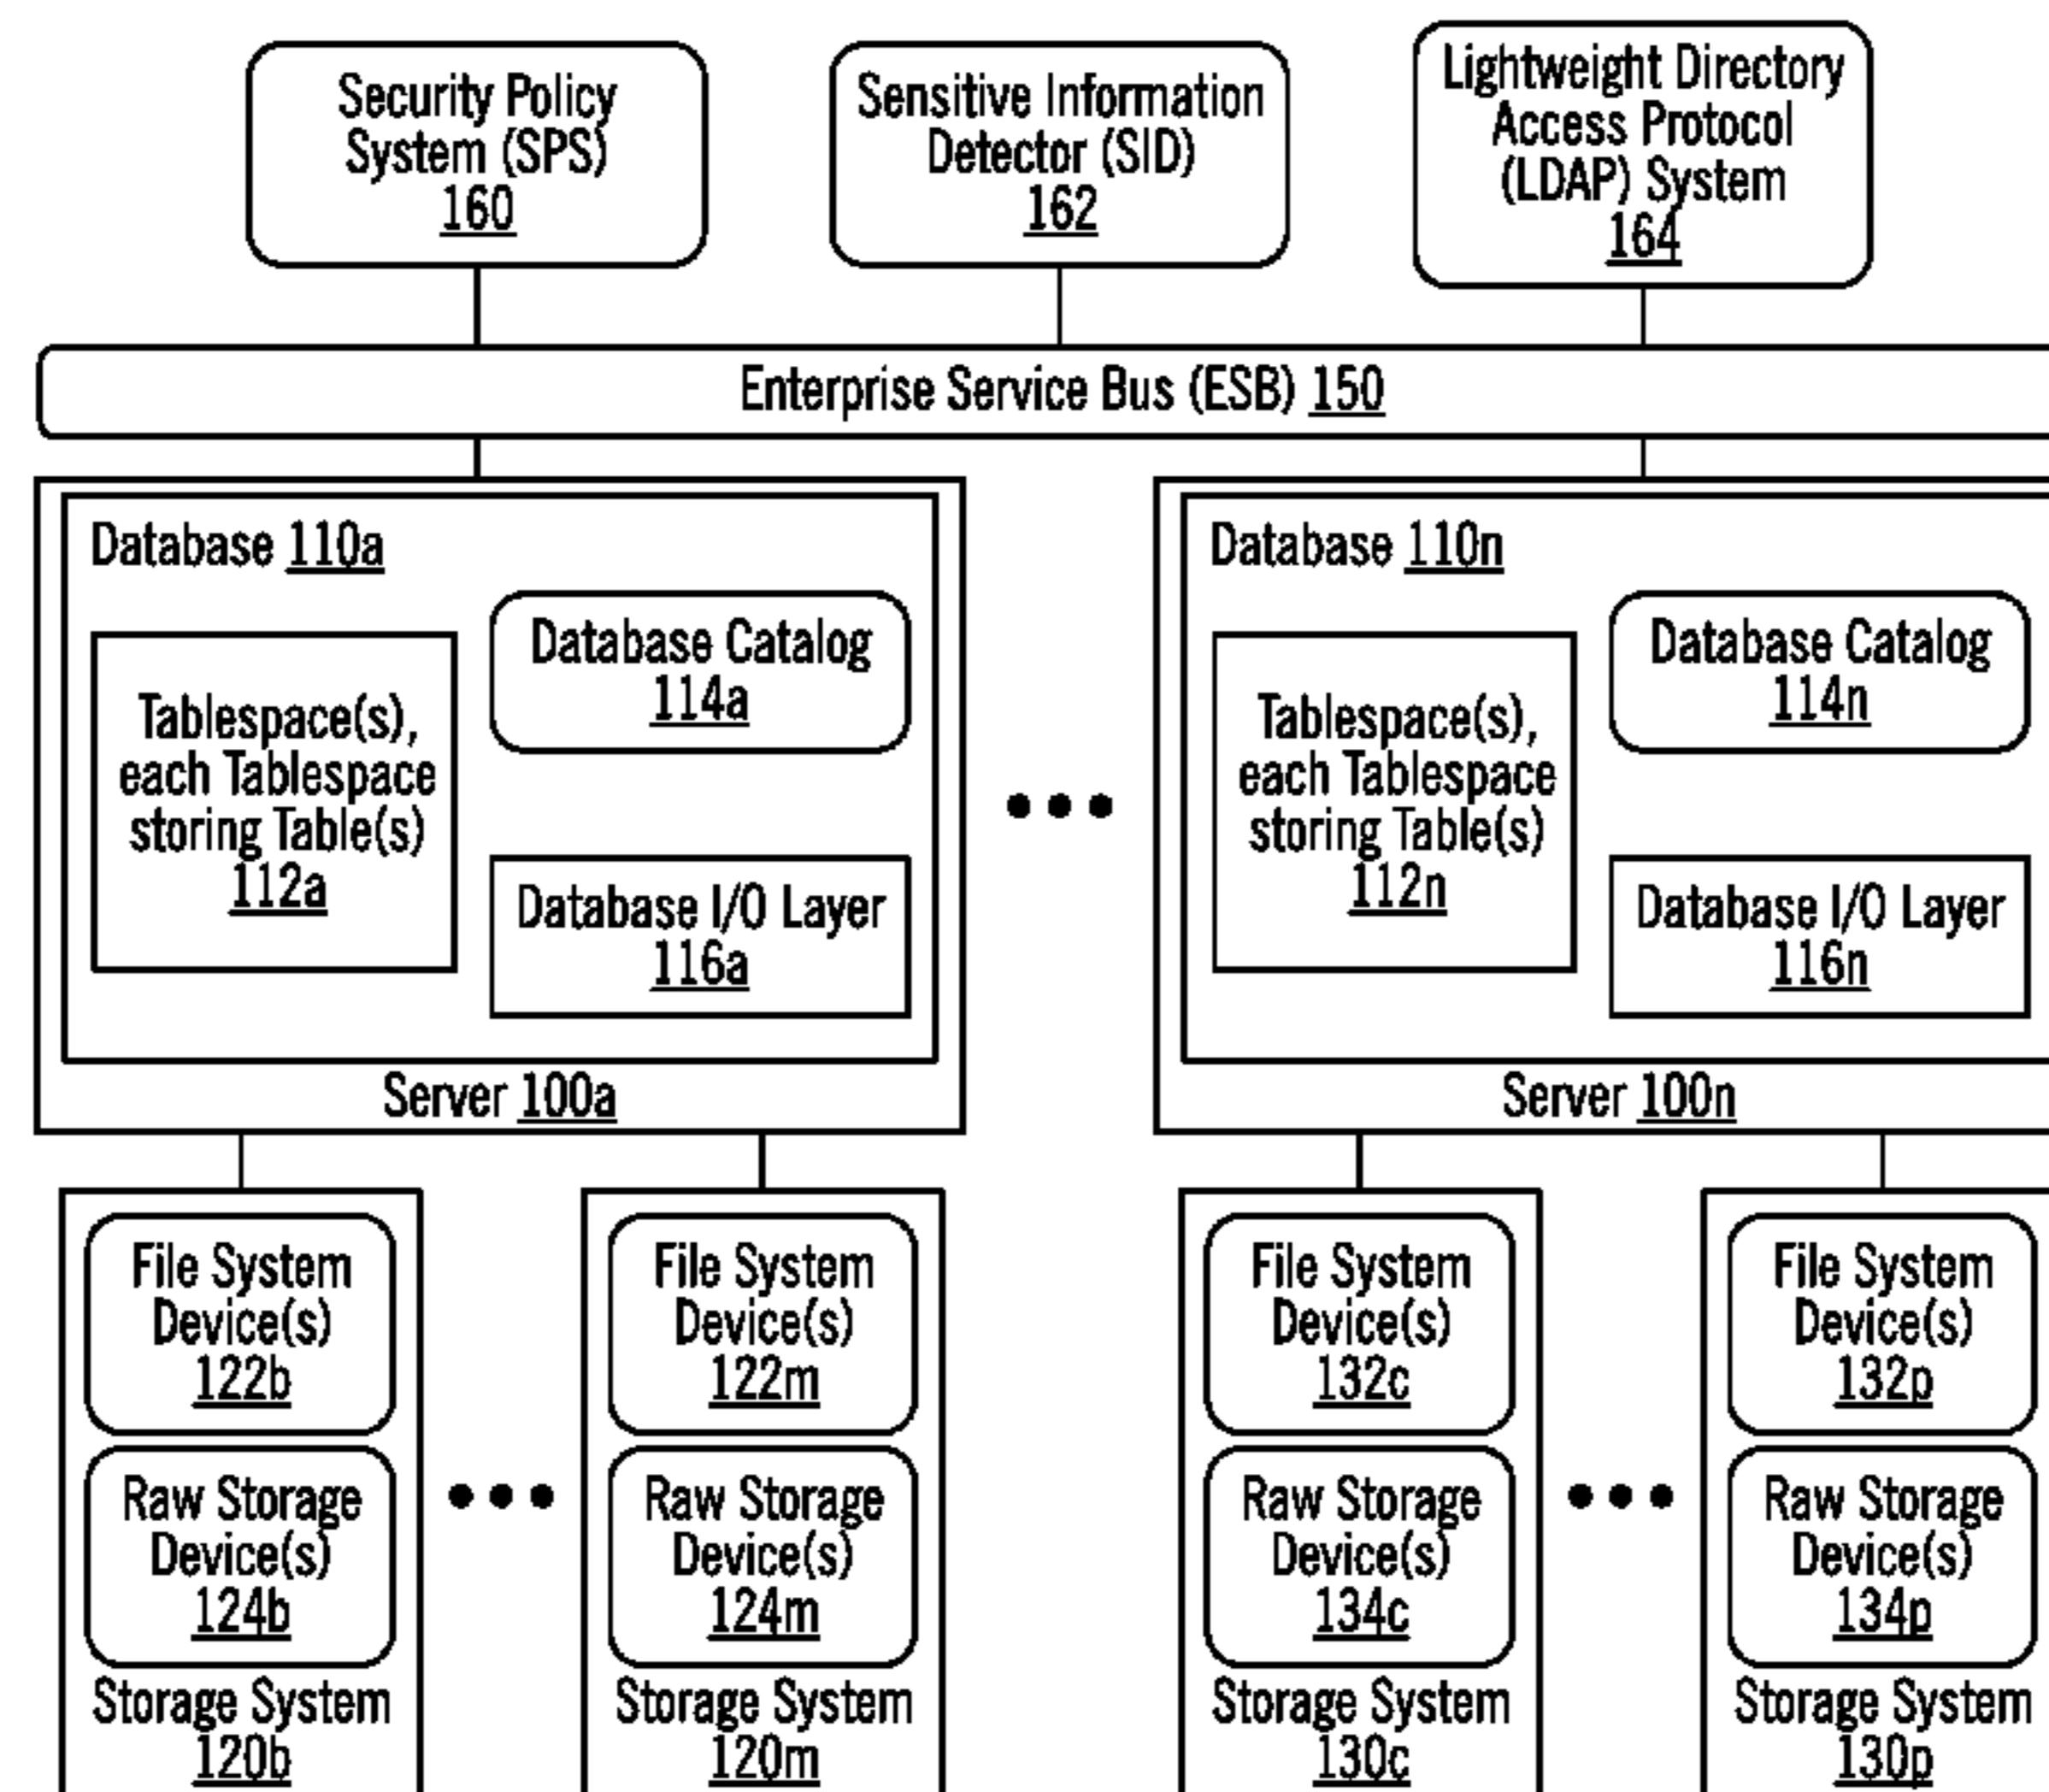 Security Policy
System (SPS)
160
Sensitive Information
Detector (SID)
162
Lightweight Directory
Access Protocol
(LDAP) System
164
Enterprise Service Bus (ESB) 150
Database 110a
Tablespace(s),
each Tablespace
storing Table(s)
112a
Database Catalog
114a
Database I/O Layer
116a
Server 100a
Database 110n
Tablespace(s),
each Tablespace
storing Table(s)
112n
Database Catalog
114n
Database I/O Layer
116n
Server 100n
File System
Device(s)
122b
Raw Storage
Device(s)
124b
Storage System
120b
File System
Device(s)
122m
Raw Storage
Device(s)
124m
Storage System
120m
File System
Device(s)
132c
Raw Storage
Device(s)
134c
Storage System
130c
File System
Device(s)
132p
Raw Storage
Device(s)
134p
Storage System
130p